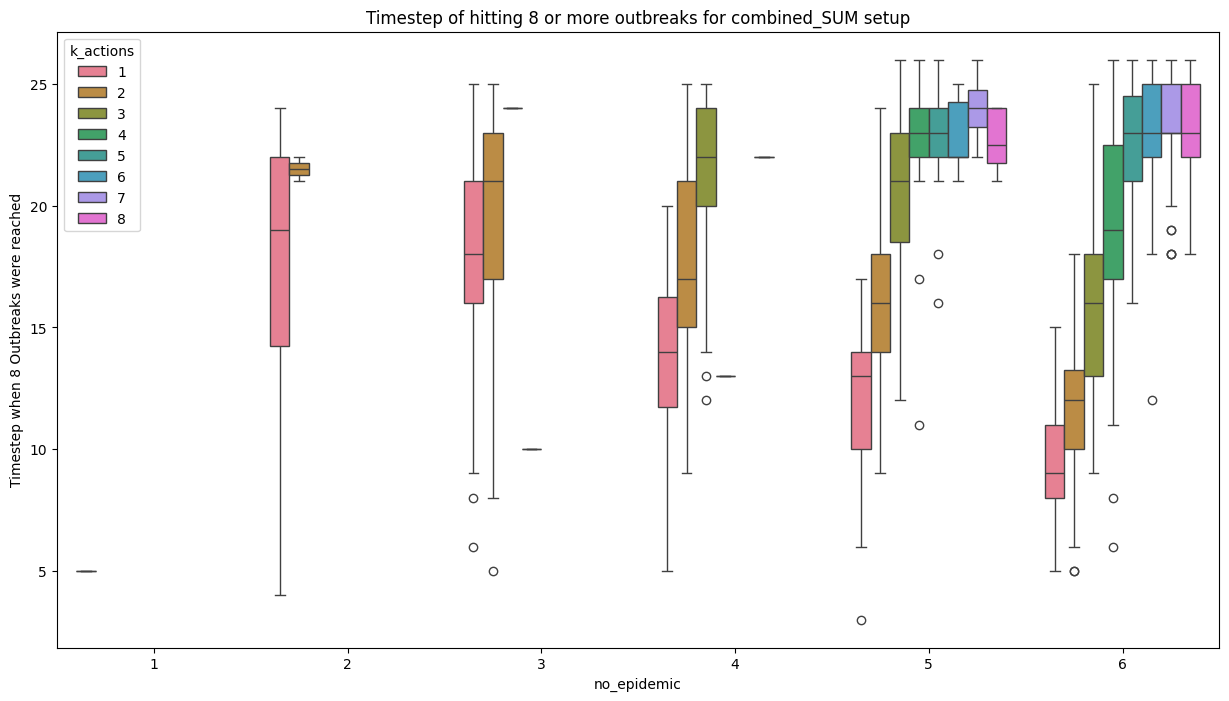 Timestep of hitting 8 or more outbreaks for combined_SUM setup
k_actions
1
2
3
4
5
6
7
8
Timestep when 8 Outbreaks were reached
25
20
15
10
5
1 2 3 4 5 6
no_epidemic